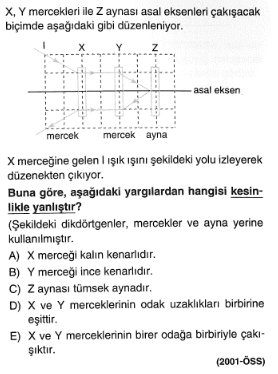 X, Y mercekleri ile Z aynası asal eksenleri çakışacak
biçimde aşağıdaki gibi düzenleniyor.
I X Y Z
asal eksen
mercek mercek ayna
X merceğine gelen I ışık ışını şekildeki yolu izleyerek
düzenekten çıkıyor.
Buna göre, aşağıdaki yargılardan hangisi kesin-
likle yanlıştır?
(Şekildeki dikdörtgenler, mercekler ve ayna yerine
kullanılmıştır.
A) X merceği kalın kenarlıdır.
B) Y merceği ince kenarlıdır.
C) Z aynası tümsek aynadır.
D) X ve Y merceklerinin odak uzaklıkları birbirine
eşittir.
E) X ve Y merceklerinin birer odağa birbiriyle çakı-
şıktır.
(2001-ÖSS)